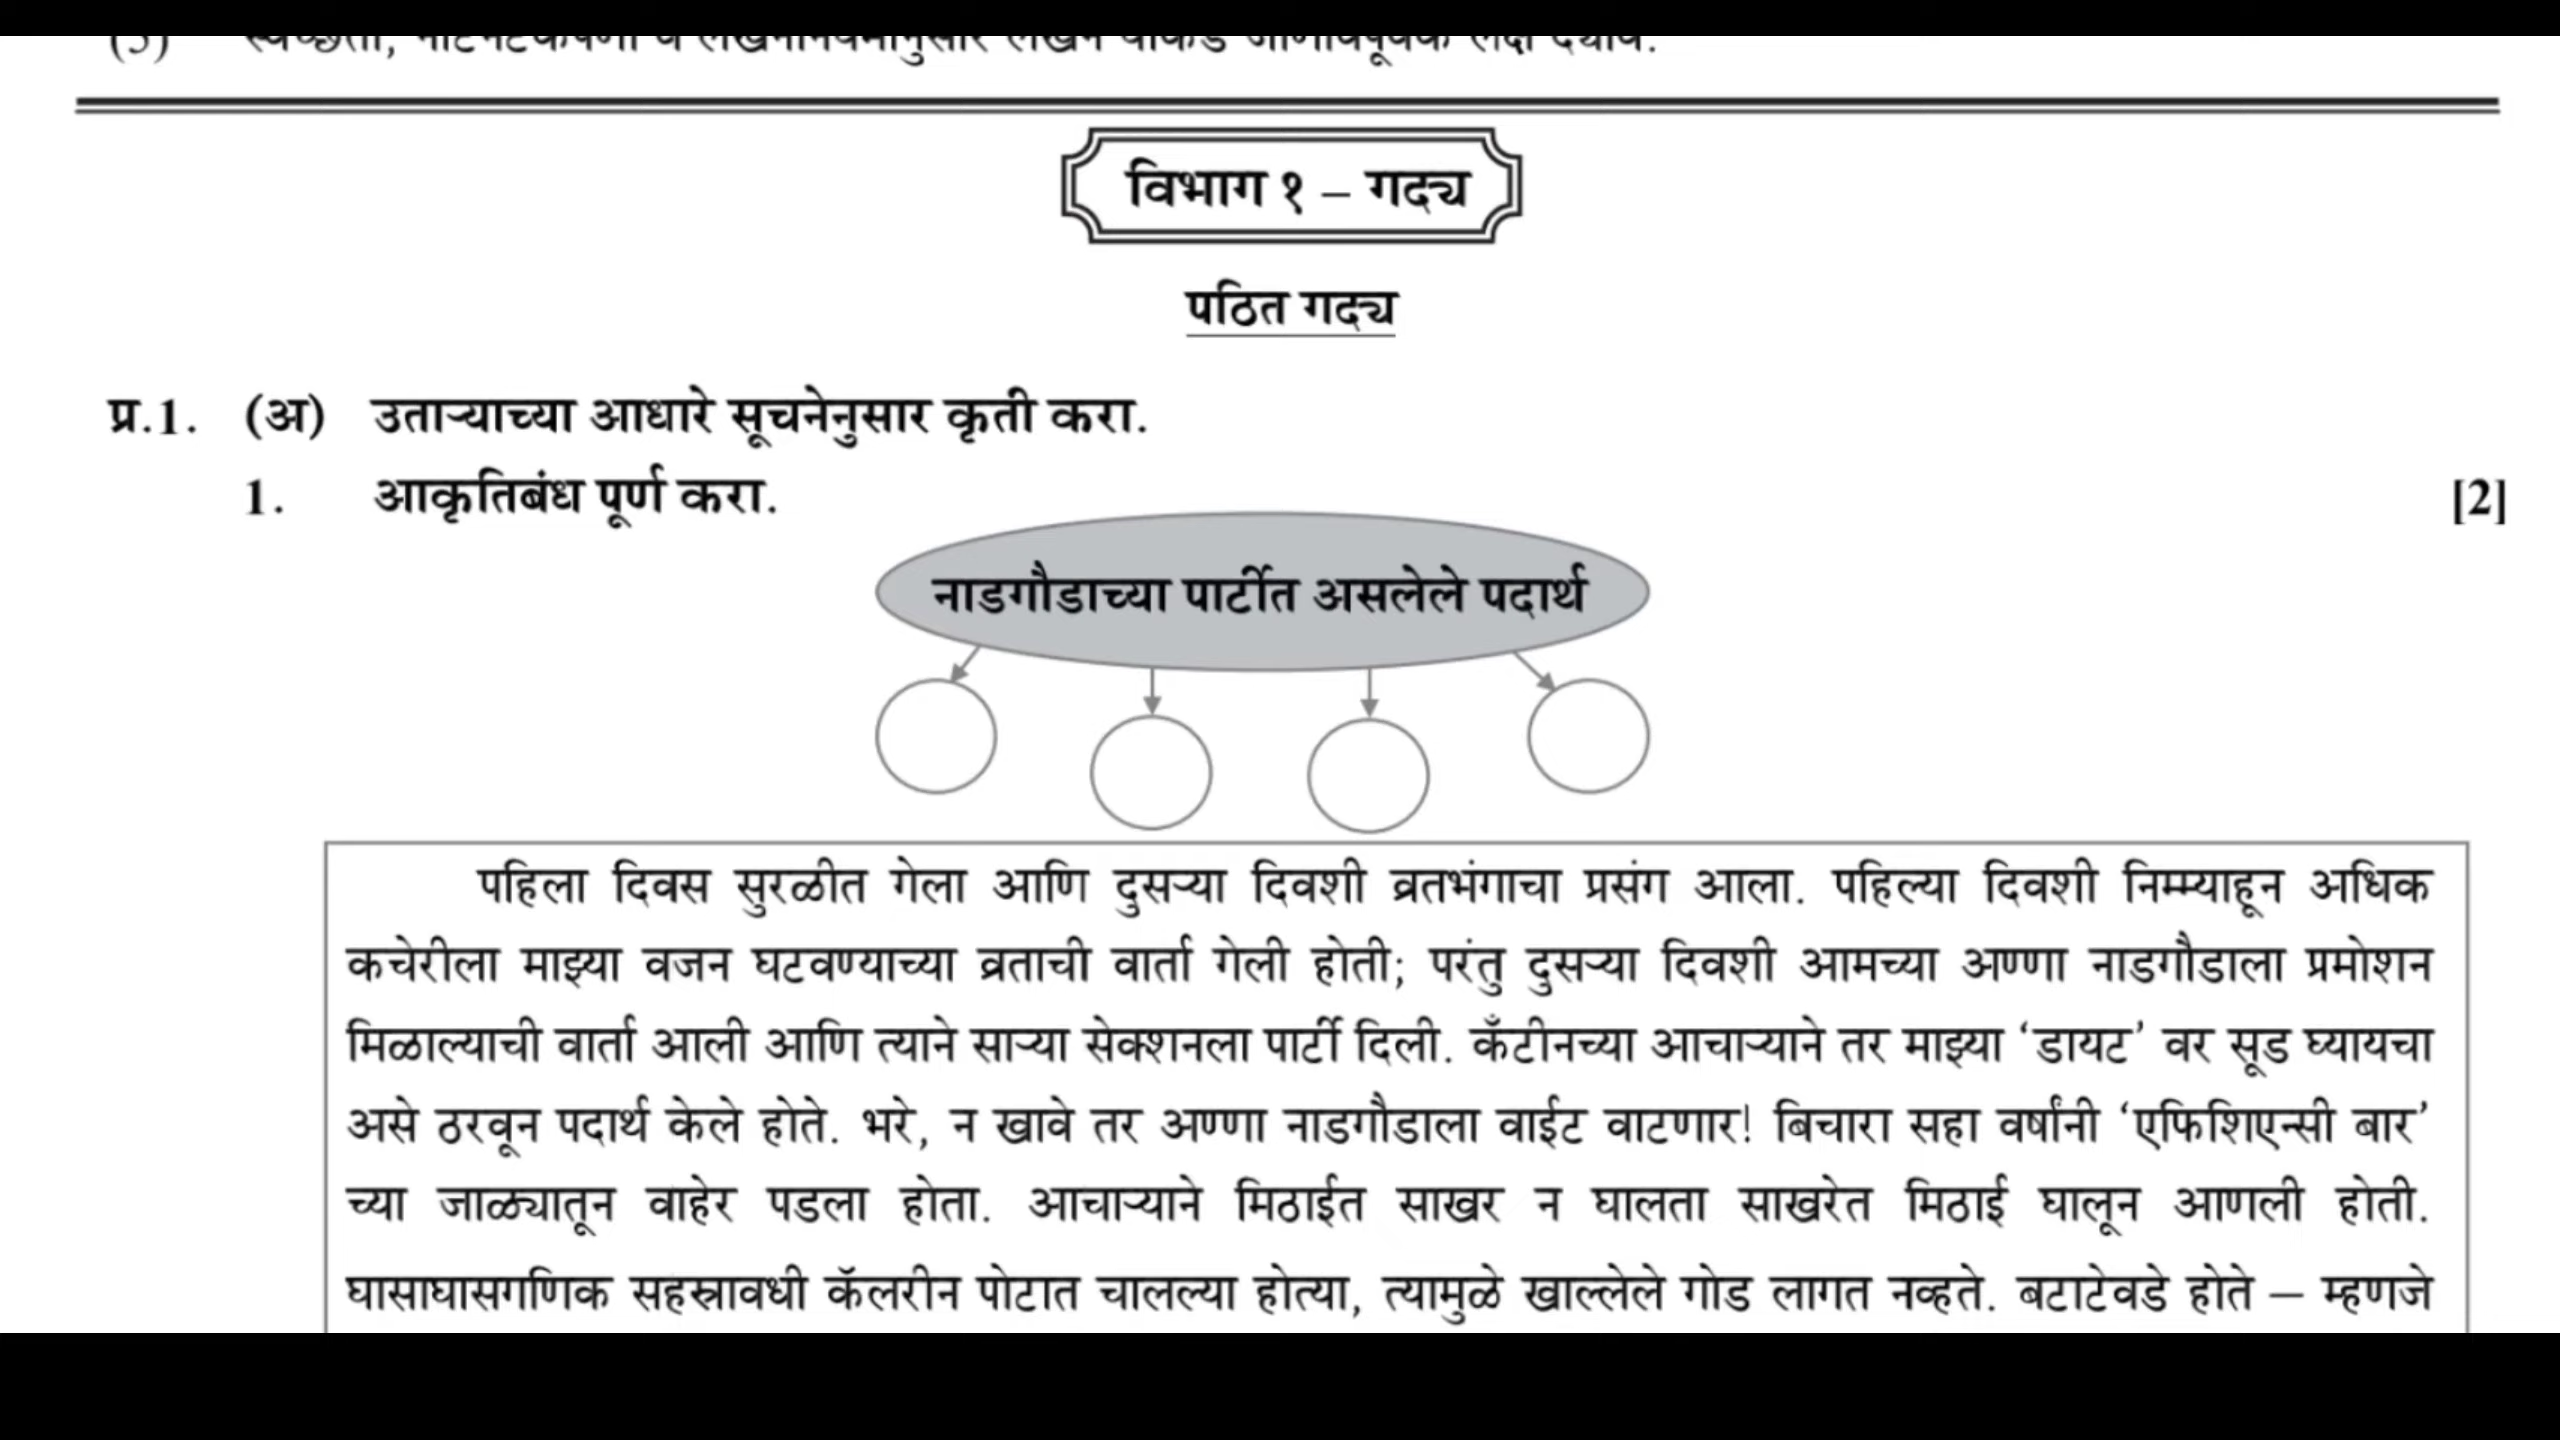 विभाग १ – गद्य
पठित गद्य
प्र.1. (अ) उताऱ्याच्या आधारे सूचनेनुसार कृती करा.
1. आकृतिबंध पूर्ण करा. [2]
नाडगौडाच्या पार्टीत असलेले पदार्थ
पहिला दिवस सुरळीत गेला आणि दुसऱ्या दिवशी व्रतभंगाचा प्रसंग आला. पहिल्या दिवशी निम्म्याहून अधिक
कचेरीला माझ्या वजन घटवण्याच्या व्रताची वार्ता गेली होती; परंतु दुसऱ्या दिवशी आमच्या अण्णा नाडगौडाला प्रमोशन
मिळाल्याची वार्ता आली आणि त्याने साऱ्या सेक्शनला पार्टी दिली. कँटीनच्या आचाऱ्याने तर माझ्या ‘डायट’ वर सूड घ्यायचा
असे ठरवून पदार्थ केले होते. भरे, न खावे तर अण्णा नाडगौडाला वाईट वाटणार! बिचारा सहा वर्षांनी ‘एफिशिएन्सी बार’
च्या जाळ्यातून वाहेर पडला होता. आचाऱ्याने मिठाईत साखर न घालता साखरेत मिठाई घालून आणली होती.
घासाघासगणिक सहस्रावधी कॅलरीन पोटात चालल्या होत्या, त्यामुळे खाल्लेले गोड लागत नव्हते. बटाटेवडे होते – म्हणजे